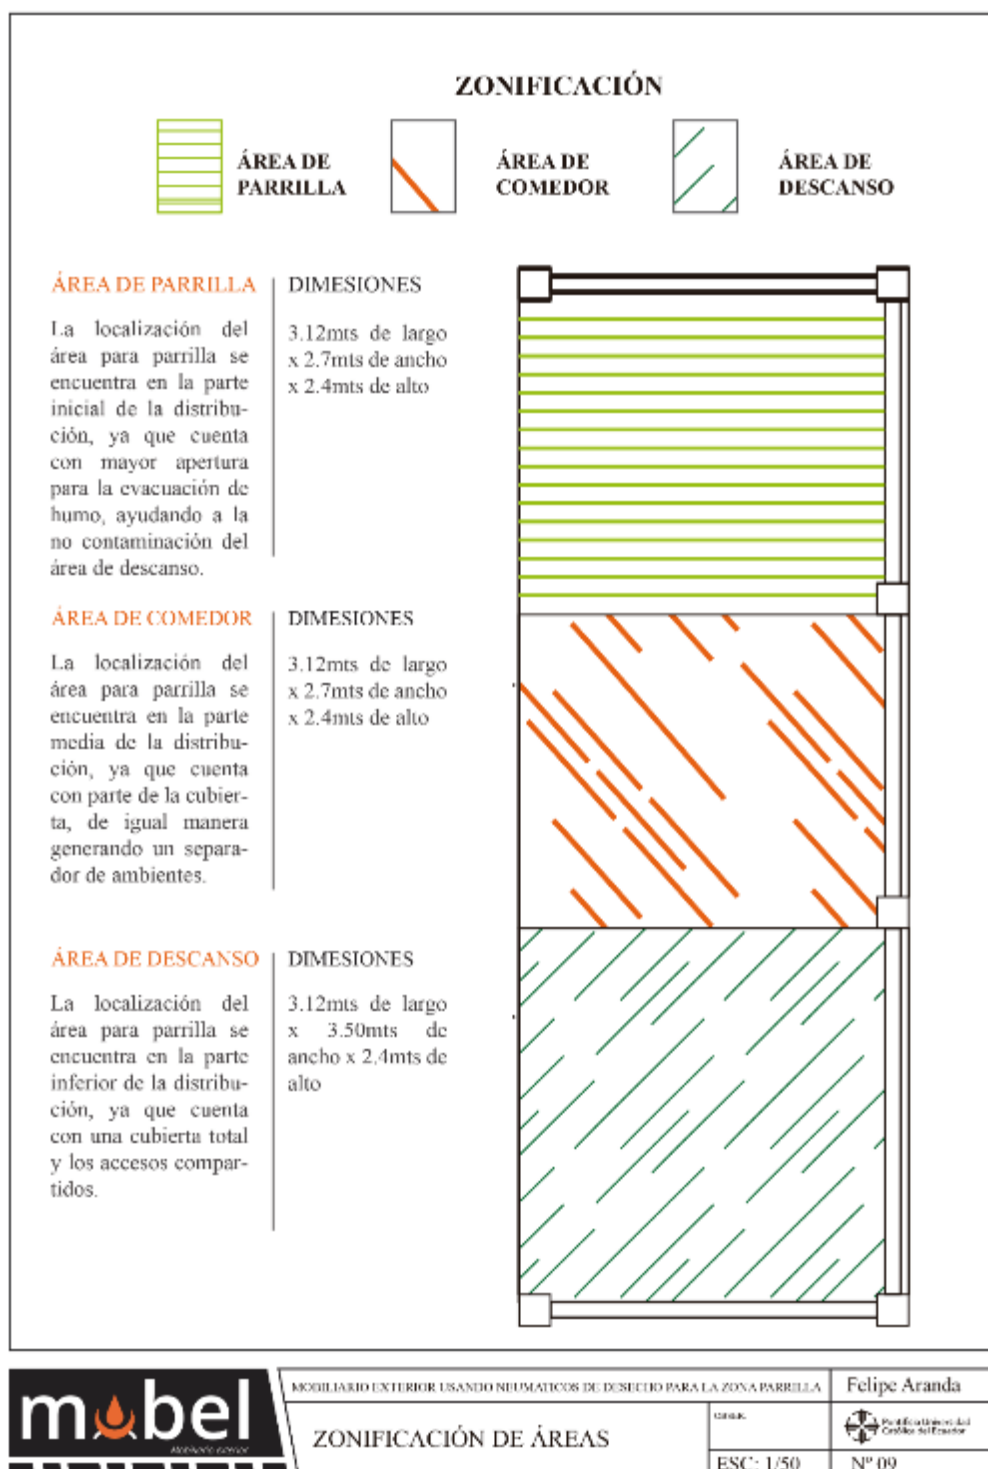 ZONIFICACIÓN
ÁREA DE
PARRILLA
ÁREA DE
COMEDOR
ÁREA DE
DESCANSO
ÁREA DE PARRILLA
La localización del
área para parrilla se
encuentra en la parte
inicial de la distribu-
ción, ya que cuenta
con mayor apertura
para la evacuación de
humo, ayudando a la
no contaminación del
área de descanso.
DIMESIONES
3.12mts de largo
x 2.7mts de ancho
x 2.4mts de alto
ÁREA DE COMEDOR
La localización del
área para parrilla se
encuentra en la parte
media de la distribu-
ción, ya que cuenta
con parte de la cubier-
ta, de igual manera
generando un separa-
dor de ambientes.
DIMESIONES
3.12mts de largo
x 2.7mts de ancho
x 2.4mts de alto
ÁREA DE DESCANSO
La localización del
área para parrilla se
encuentra en la parte
inferior de la distribu-
ción, ya que cuenta
con una cubierta total
y los accesos compar-
tidos.
DIMESIONES
3.12mts de largo
x 3.50mts de
ancho x 2.4mts de
alto
mobel
Mobiliario exterior
MOBILIARIO EXTERIOR USANDO NEUMATICOS DE DESECHO PARA LA ZONA PARRILLA
Felipe Aranda
ZONIFICACIÓN DE ÁREAS
Pontificia Universidad
Católica del Ecuador
ESC: 1/50
Nº 09